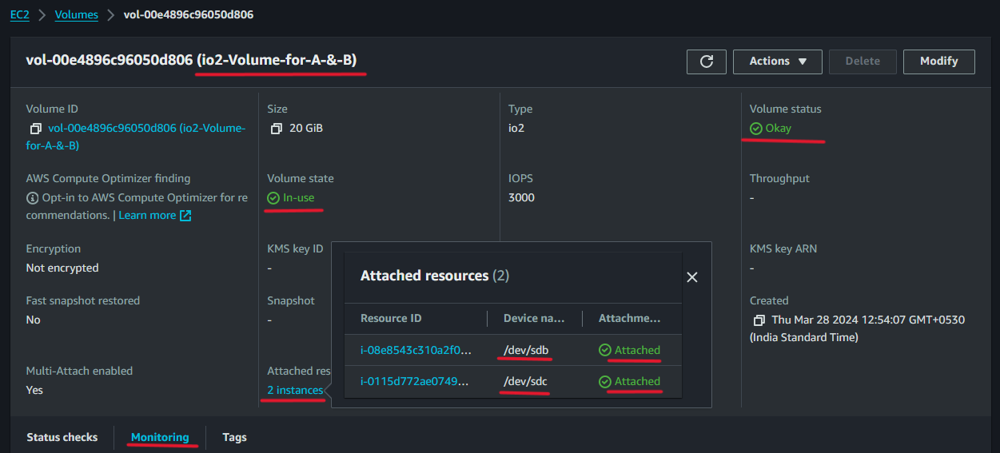 EC2 > Volumes > vol-00e4896c96050d806
vol-00e4896c96050d806 (io2-Volume-for-A-&-B)
Actions
Delete
Modify
Volume ID
vol-00e4896c96050d806 (io2-Volume-
for-A-&-B)
Size
20 GiB
Type
io2
Volume status
Okay
AWS Compute Optimizer finding
Opt-in to AWS Compute Optimizer for re
commendations. | Learn more
Volume state
In-use
IOPS
3000
Throughput
-
Encryption
Not encrypted
KMS key ID
-
KMS key ARN
-
Fast snapshot restored
No
Snapshot
-
Created
Thu Mar 28 2024 12:54:07 GMT+0530
(India Standard Time)
Multi-Attach enabled
Yes
Attached res
2 instances
Attached resources (2)
Resource ID
Device na...
Attachme...
i-08e8543c310a2f0...
/dev/sdb
Attached
i-0115d772ae0749...
/dev/sdc
Attached
Status checks
Monitoring
Tags